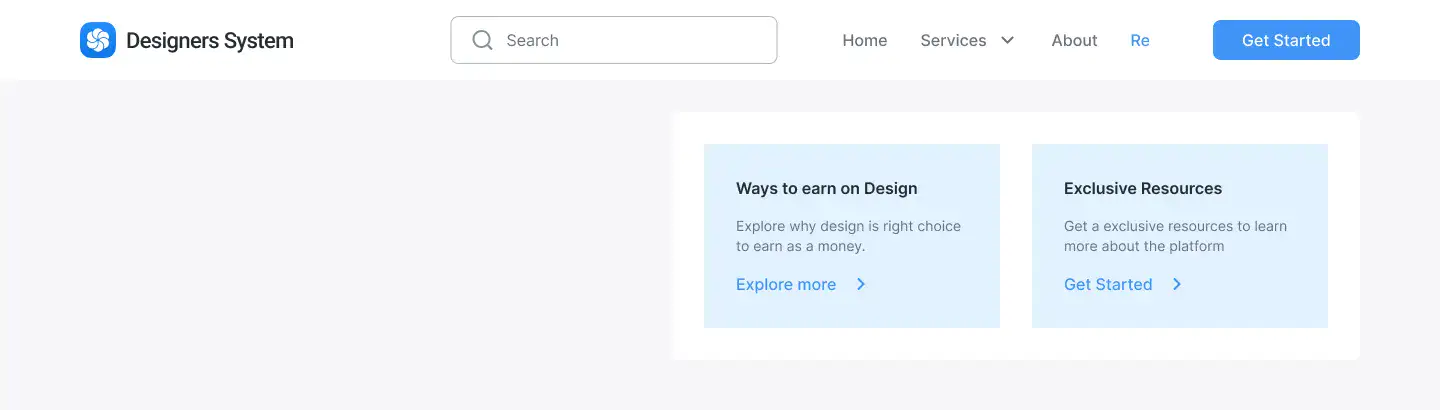 Designers System
Search
Home
Services
About
Re
Get Started
Ways to earn on Design
Explore why design is right choice
to earn as a money.
Explore more
Exclusive Resources
Get a exclusive resources to learn
more about the platform
Get Started